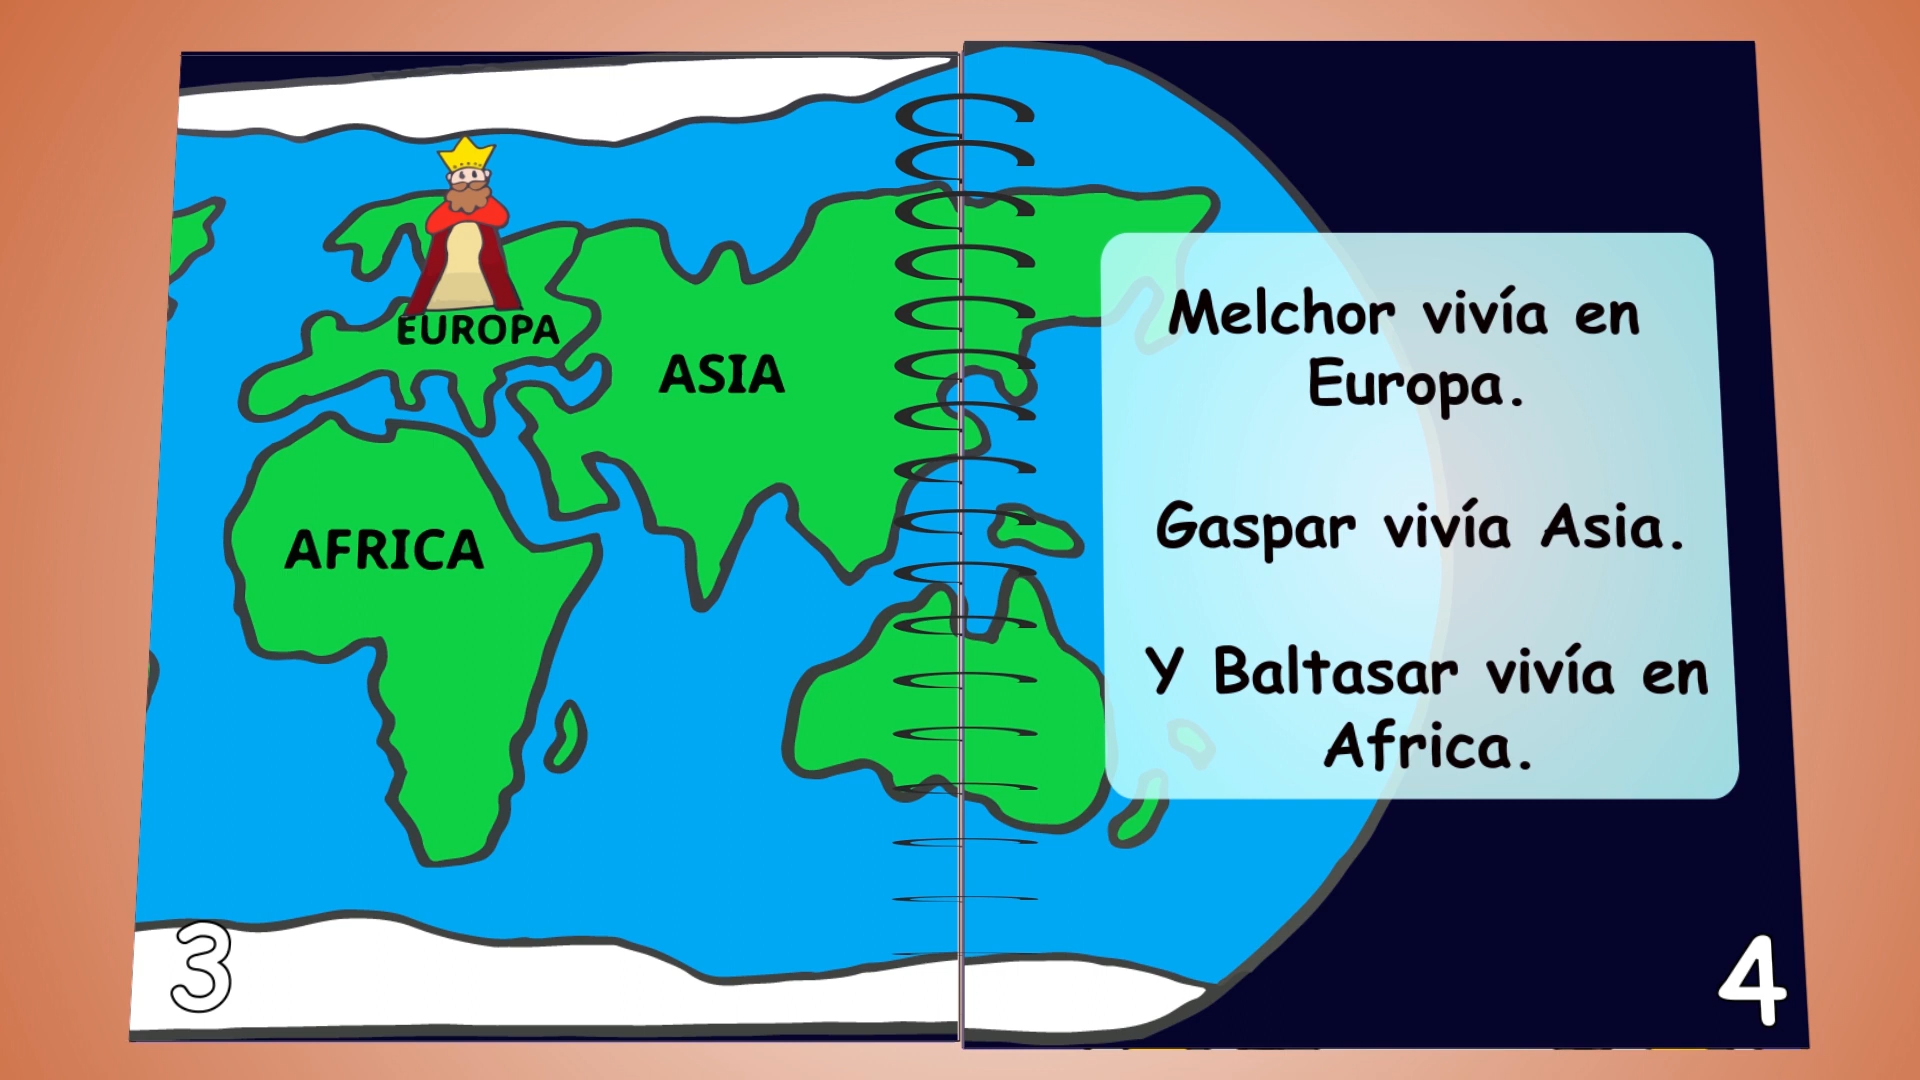 EUROPA
ASIA
AFRICA
3
Melchor vivía en
Europa.
Gaspar vivía Asia.
Y Baltasar vivía en
Africa.
4